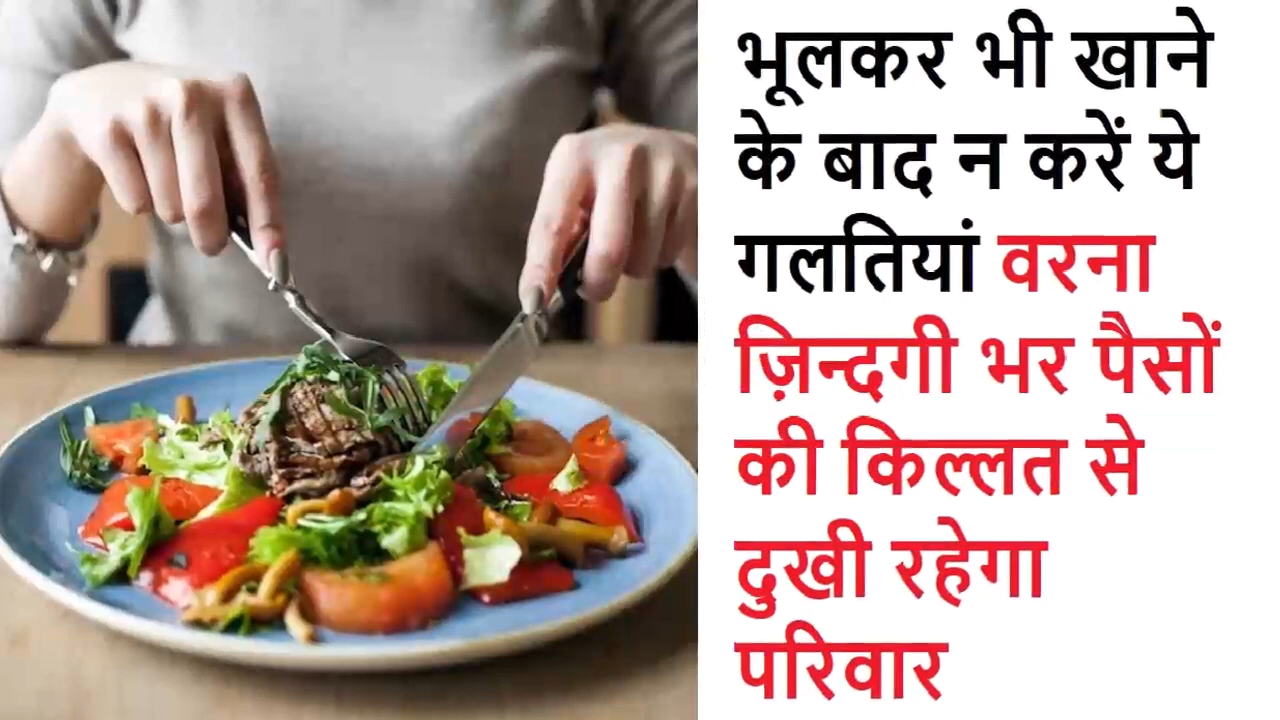 भूलकर भी खाने
के बाद न करें ये
गलतियां वरना
ज़िन्दगी भर पैसों
की किल्लत से
दुखी रहेगा
परिवार